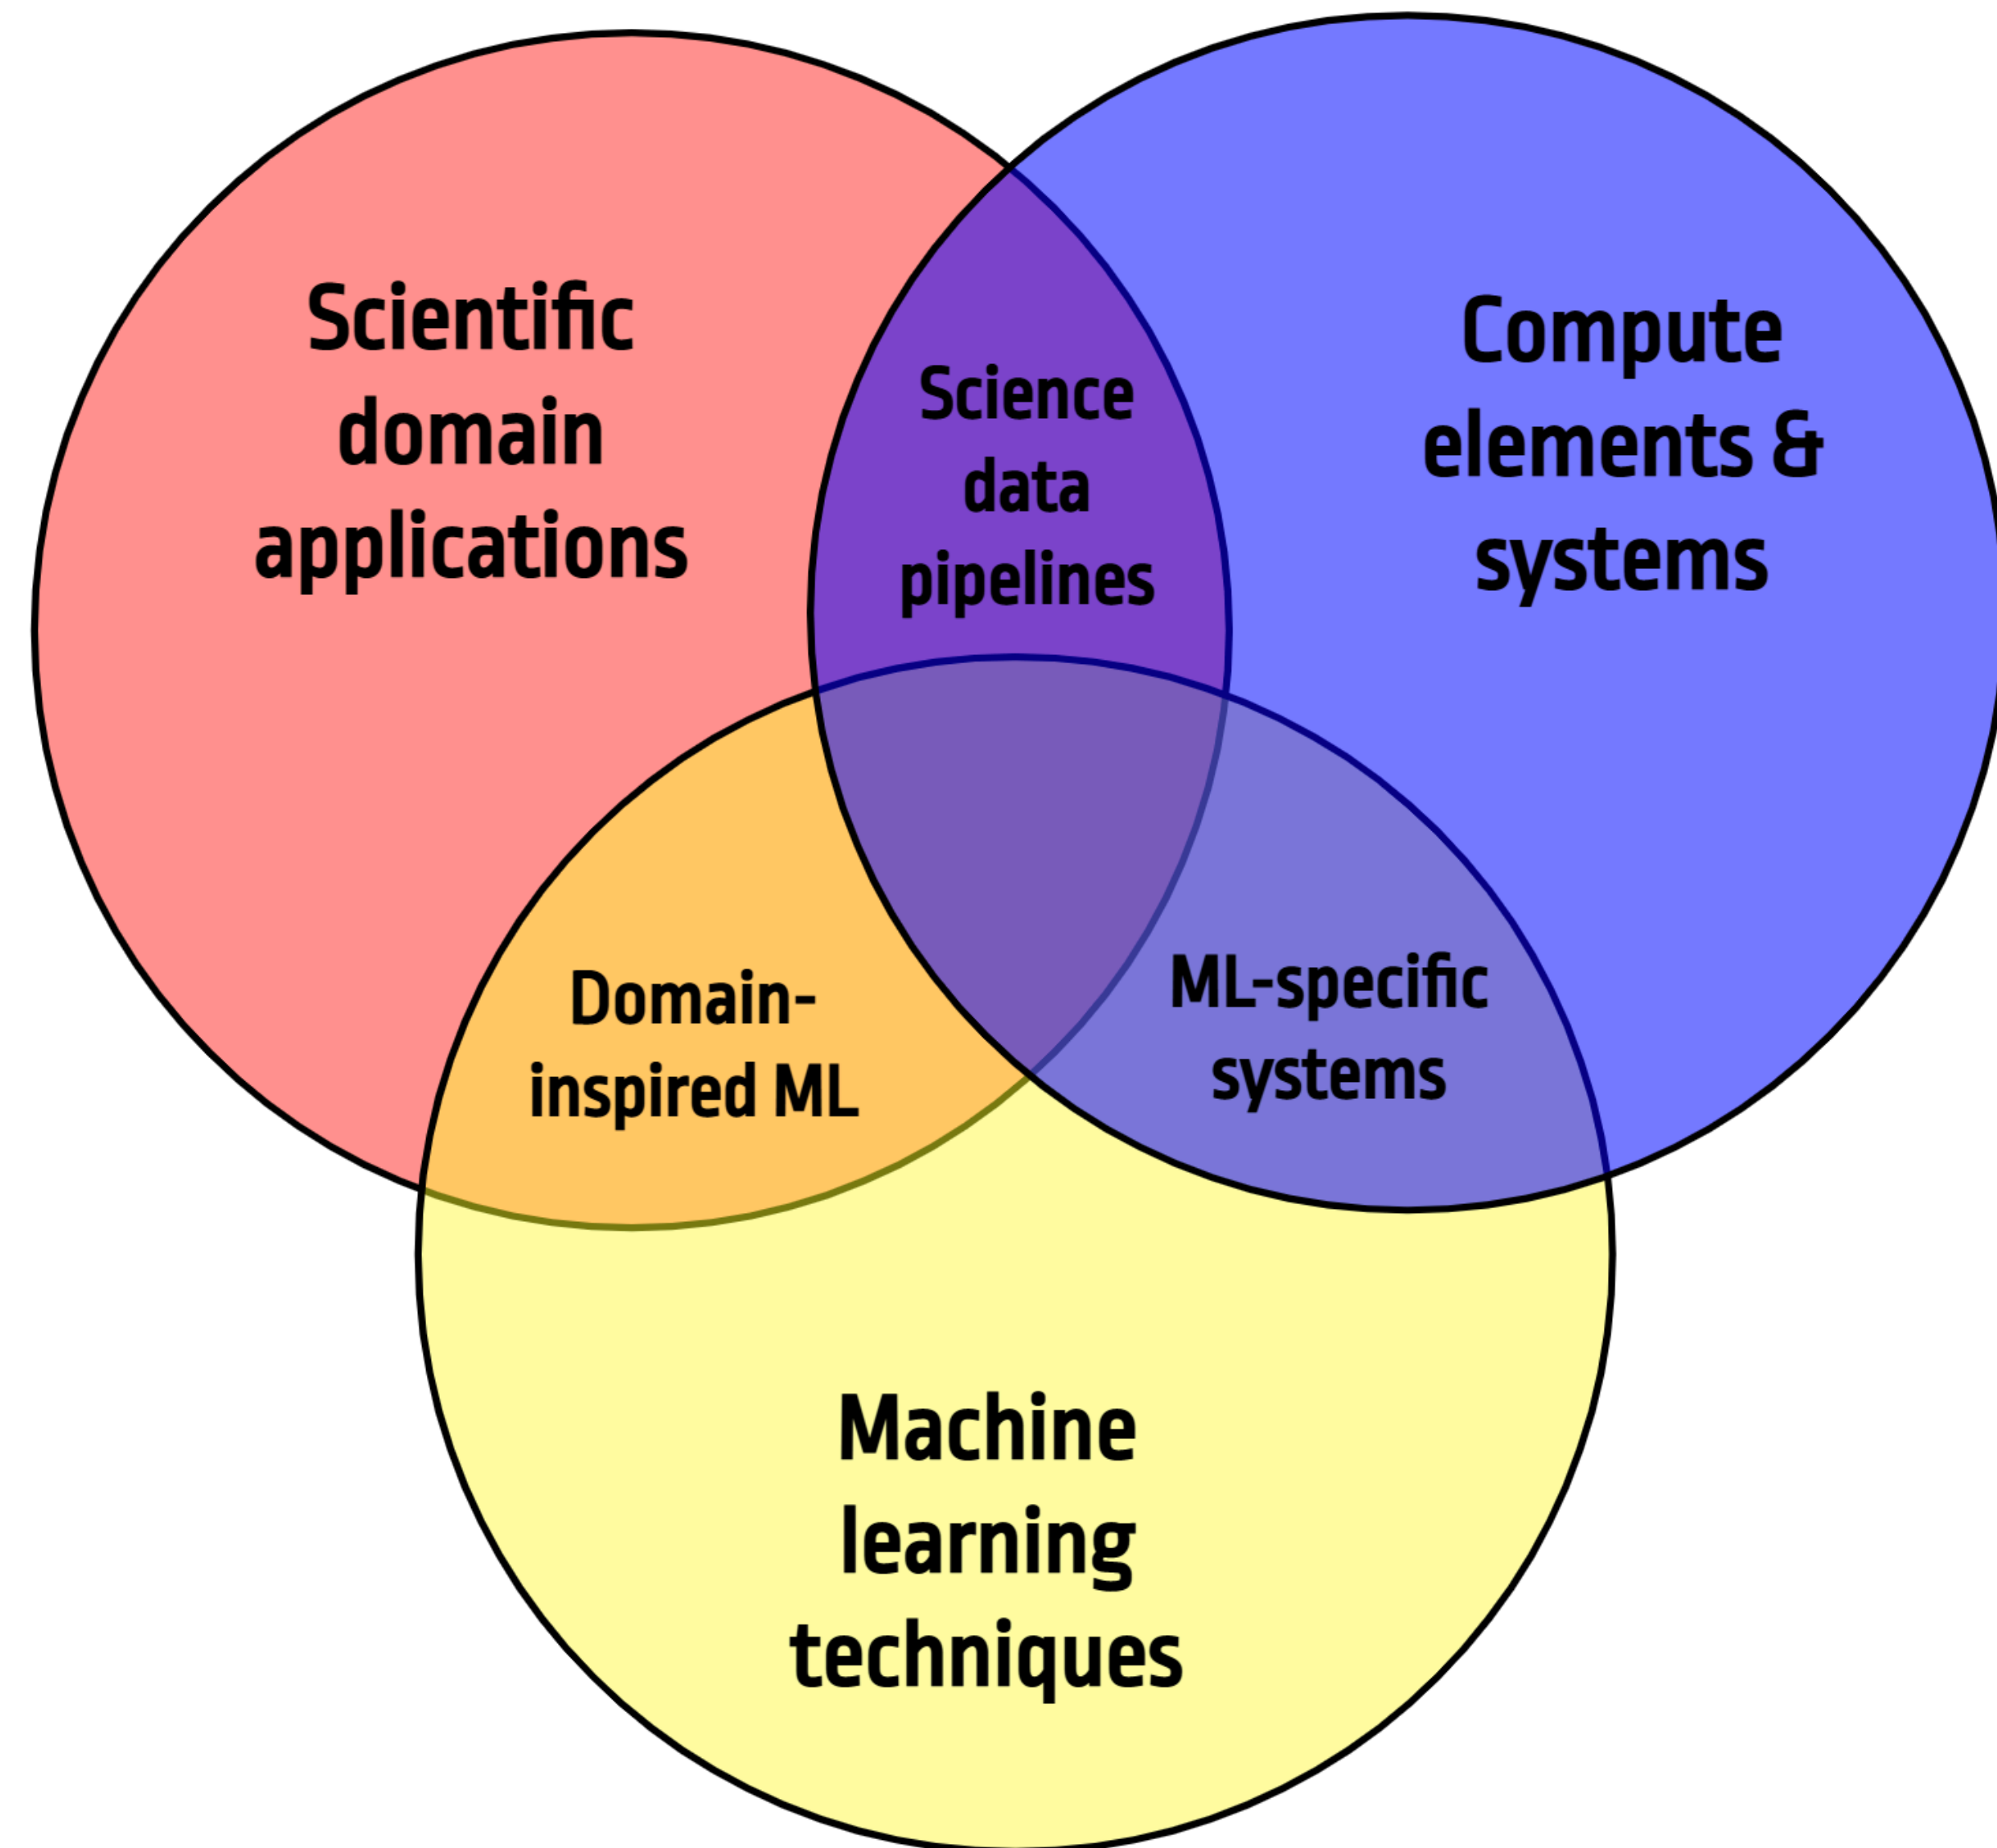 Scientific
domain
applications
Science
data
pipelines
Compute
elements &
systems
Domain-
inspired ML
ML-specific
systems
Machine
learning
techniques